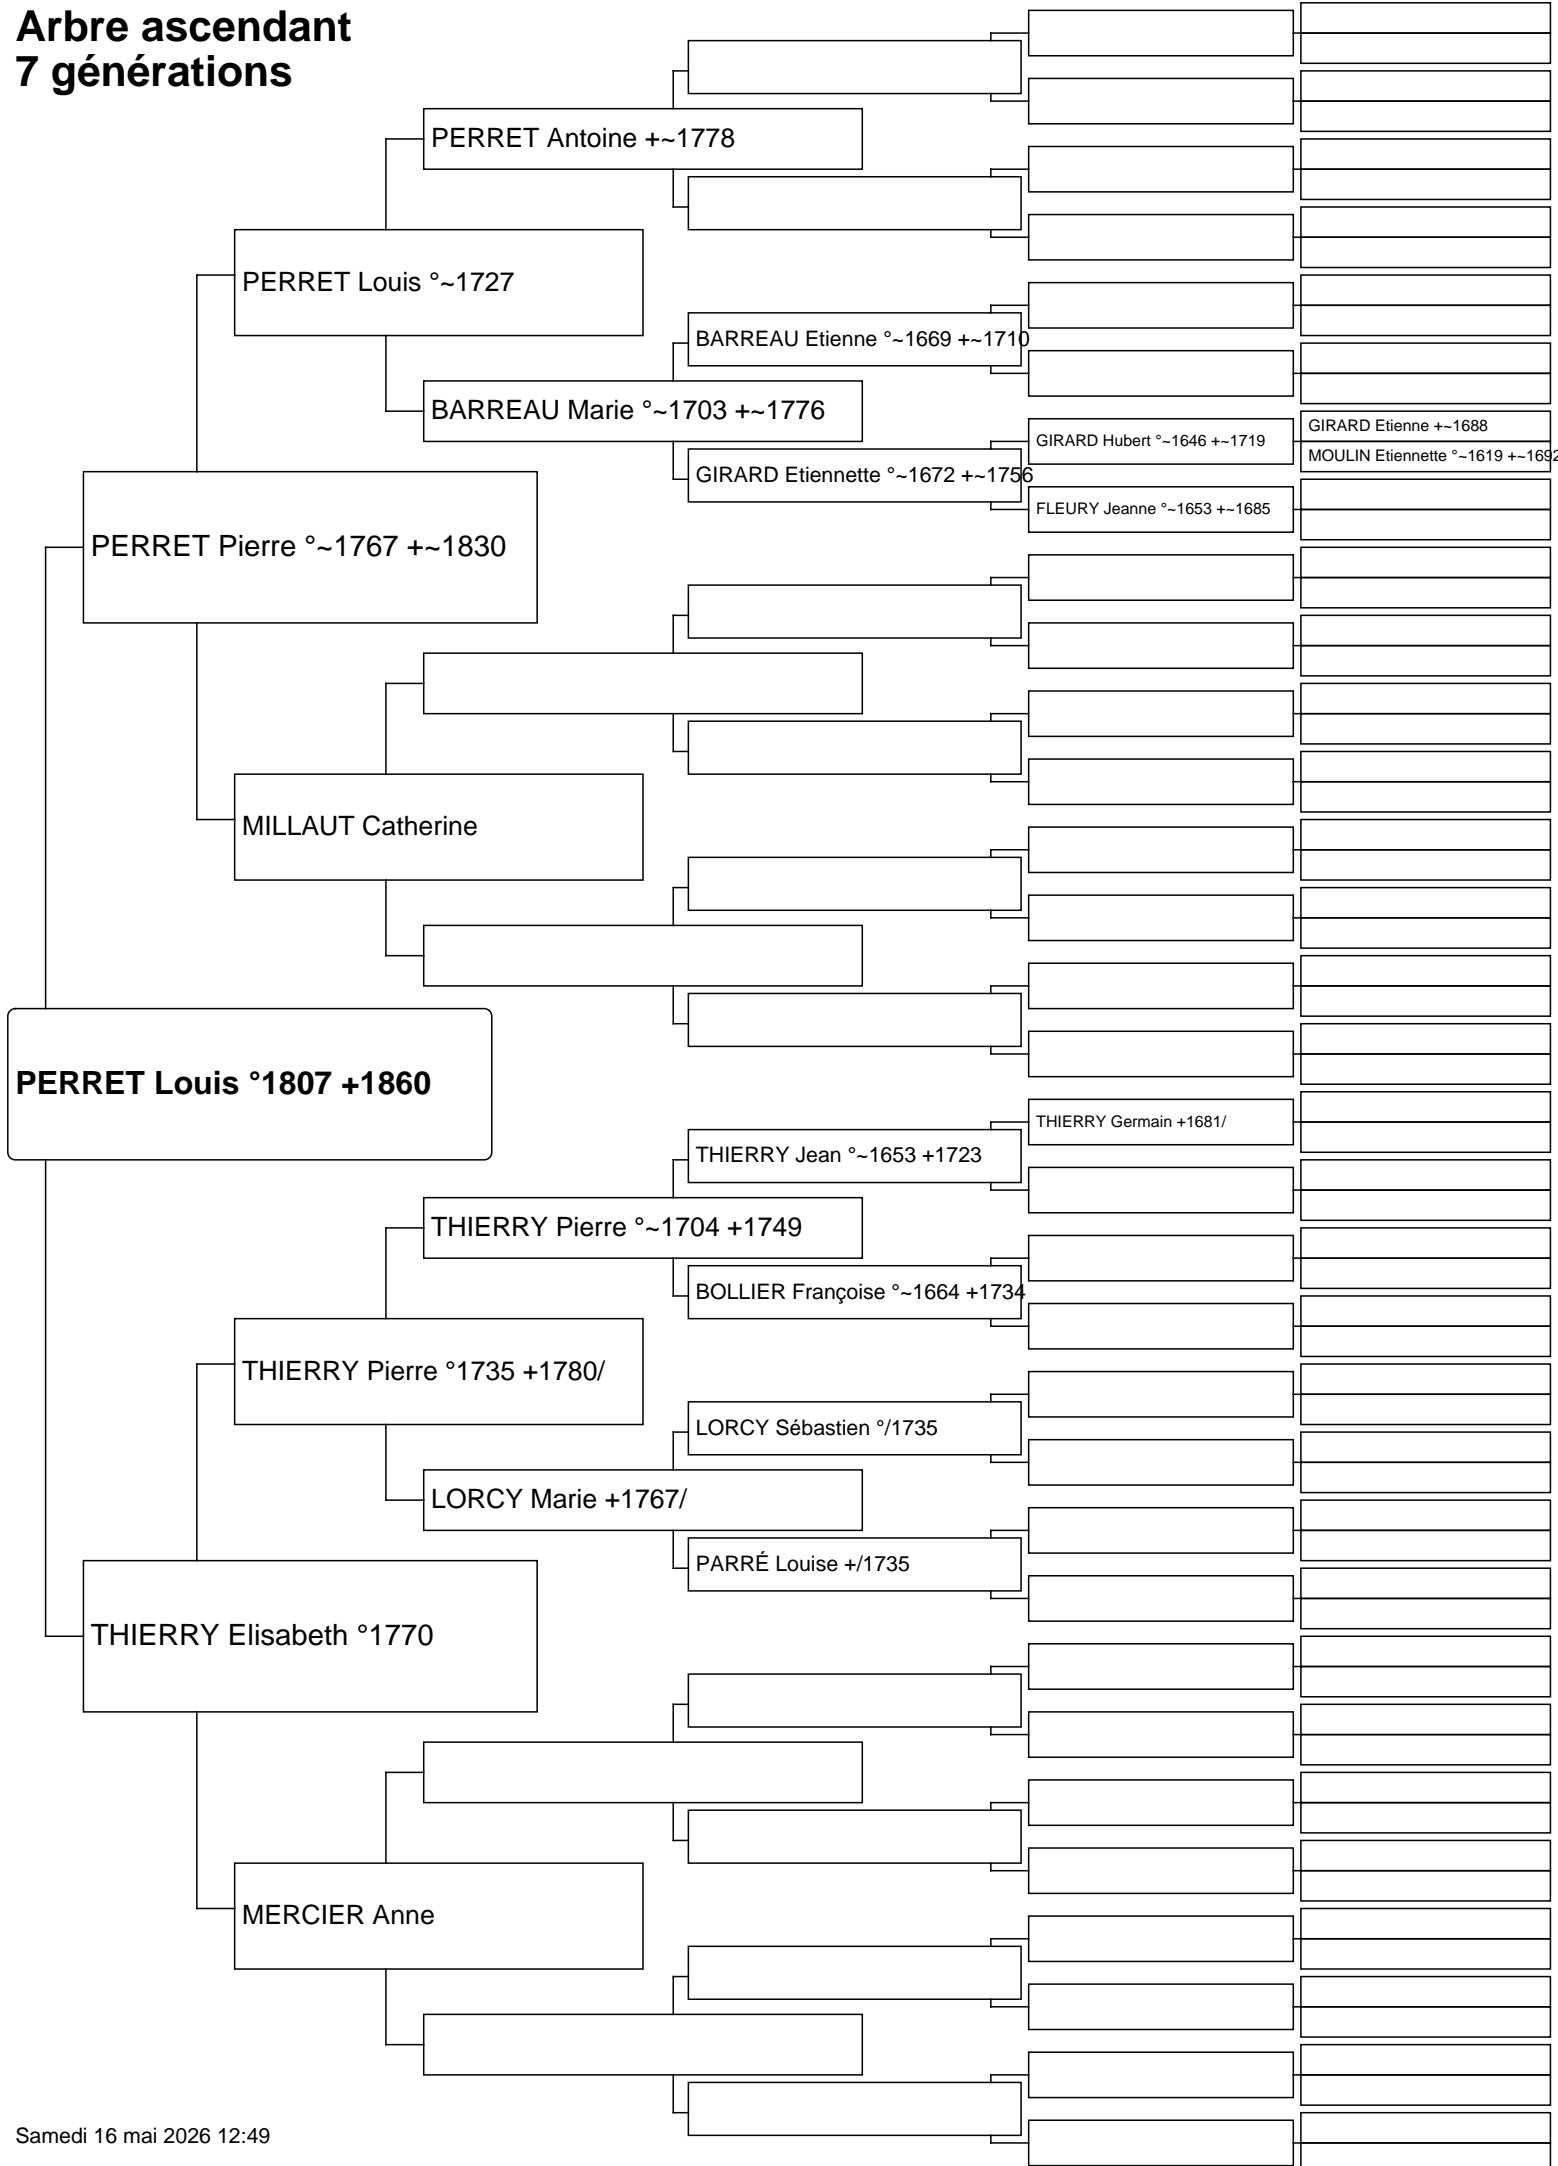 Arbre ascendant
7 générations
PERRET Antoine +~1778
PERRET Louis °~1727
BARREAU Etienne °~1669 +~1710
BARREAU Marie °~1703 +~1776
GIRARD Etienne +~1688
GIRARD Hubert °~1646 +~1719
MOULIN Etiennette °~1619 +~1692
GIRARD Etiennette °~1672 +~1756
FLEURY Jeanne °~1653 +~1685
PERRET Pierre °~1767 +~1830
MILLAUT Catherine
PERRET Louis °1807 +1860
THIERRY Germain +1681/
THIERRY Jean °~1653 +1723
THIERRY Pierre °~1704 +1749
BOLLIER Françoise °~1664 +1734
THIERRY Pierre °1735 +1780/
LORCY Sébastien °/1735
LORCY Marie +1767/
PARRÉ Louise +/1735
THIERRY Elisabeth °1770
MERCIER Anne
Samedi 16 mai 2026 12:49